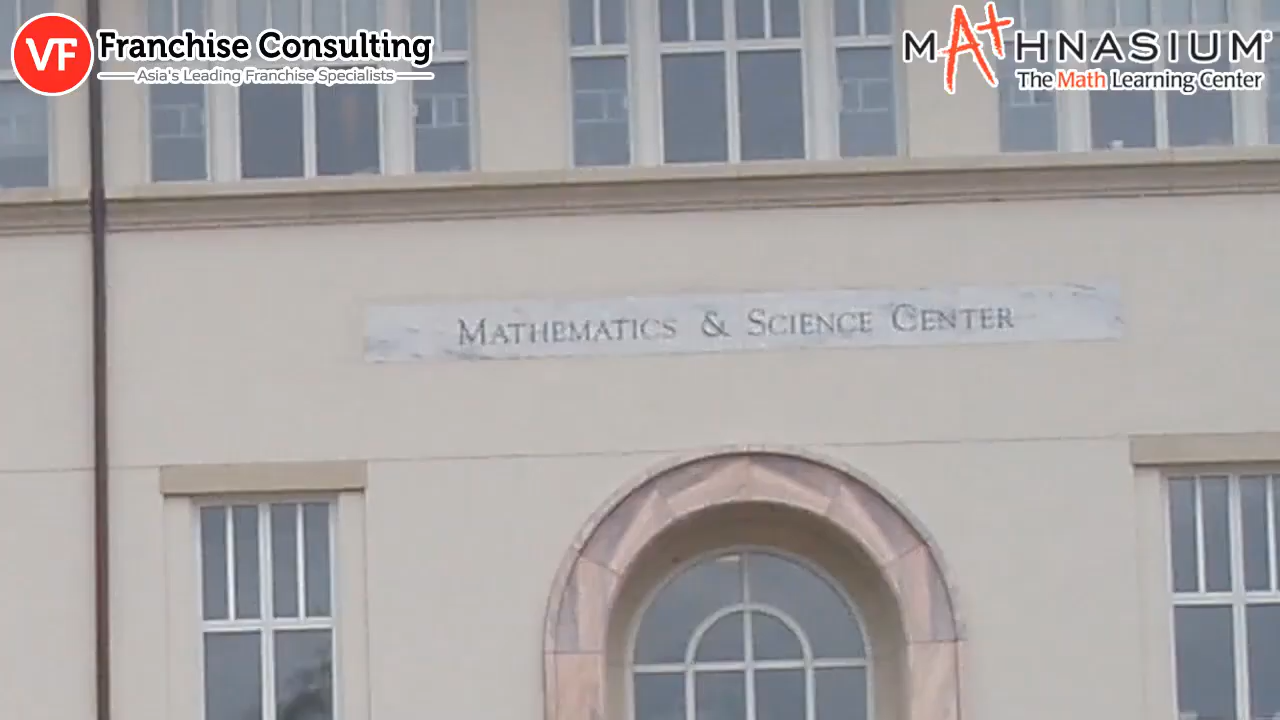 VF Franchise Consulting
Asia's Leading Franchise Specialists
MATHNASIUM®
The Math Learning Center
MATHEMATICS & SCIENCE CENTER